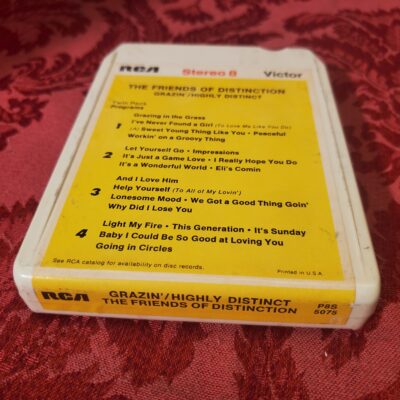 RCA Stereo 8 Victor
THE FRIENDS OF DISTINCTION
GRAZIN'/HIGHLY DISTINCT
Twin Pack
Programs
Grazing in the Grass
1 I've Never Found a Girl (To Love Me Like You Do)
(A) Sweet Young Thing Like You • Peaceful
Workin' on a Groovy Thing
Let Yourself Go • Impressions
2 It's Just a Game Love • I Really Hope You Do
It's a Wonderful World • Eli's Comin
And I Love Him
3 Help Yourself (To All of My Lovin')
Lonesome Mood • We Got a Good Thing Goin'
Why Did I Lose You
Light My Fire • This Generation • It's Sunday
4 Baby I Could Be So Good at Loving You
Going in Circles
See RCA catalog for availability on disc records.
Printed in U.S.A
RCA GRAZIN'/HIGHLY DISTINCT P8S
THE FRIENDS OF DISTINCTION 5075